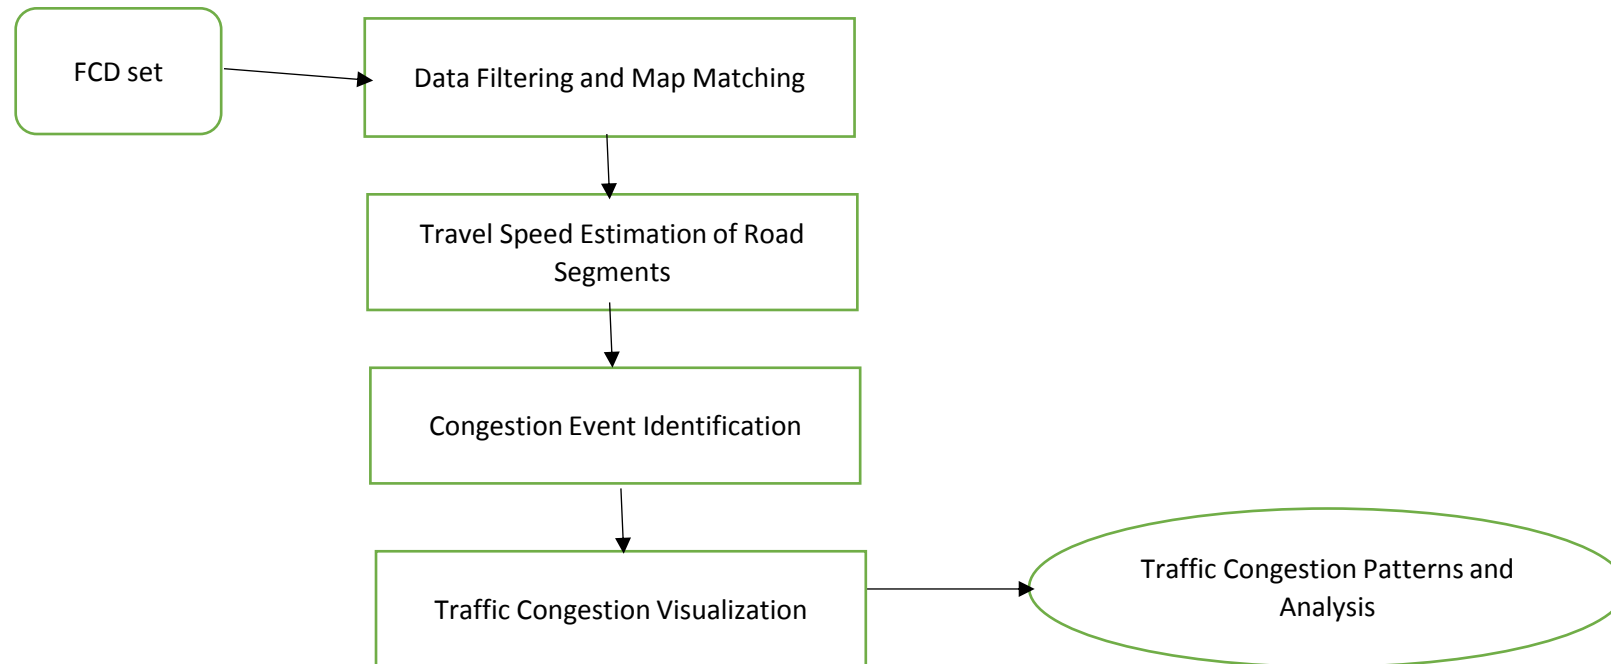 FCD set
Data Filtering and Map Matching
Travel Speed Estimation of Road
Segments
Congestion Event Identification
Traffic Congestion Visualization
Traffic Congestion Patterns and
Analysis